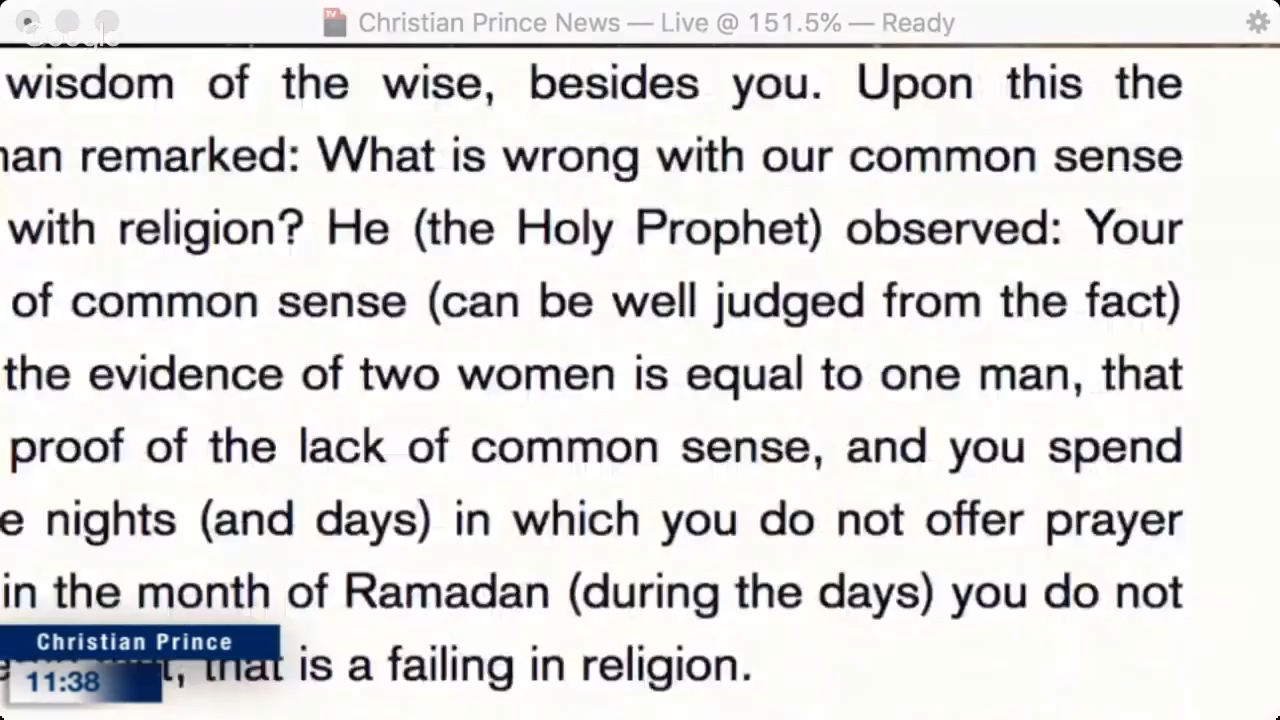 Christian Prince News — Live @ 151.5% — Ready
Google
wisdom of the wise, besides you. Upon this the
remarked: What is wrong with our common sense
with religion? He (the Holy Prophet) observed: Your
of common sense (can be well judged from the fact)
the evidence of two women is equal to one man, that
proof of the lack of common sense, and you spend
nights (and days) in which you do not offer prayer
in the month of Ramadan (during the days) you do not
that is a failing in religion.
Christian Prince
11:38